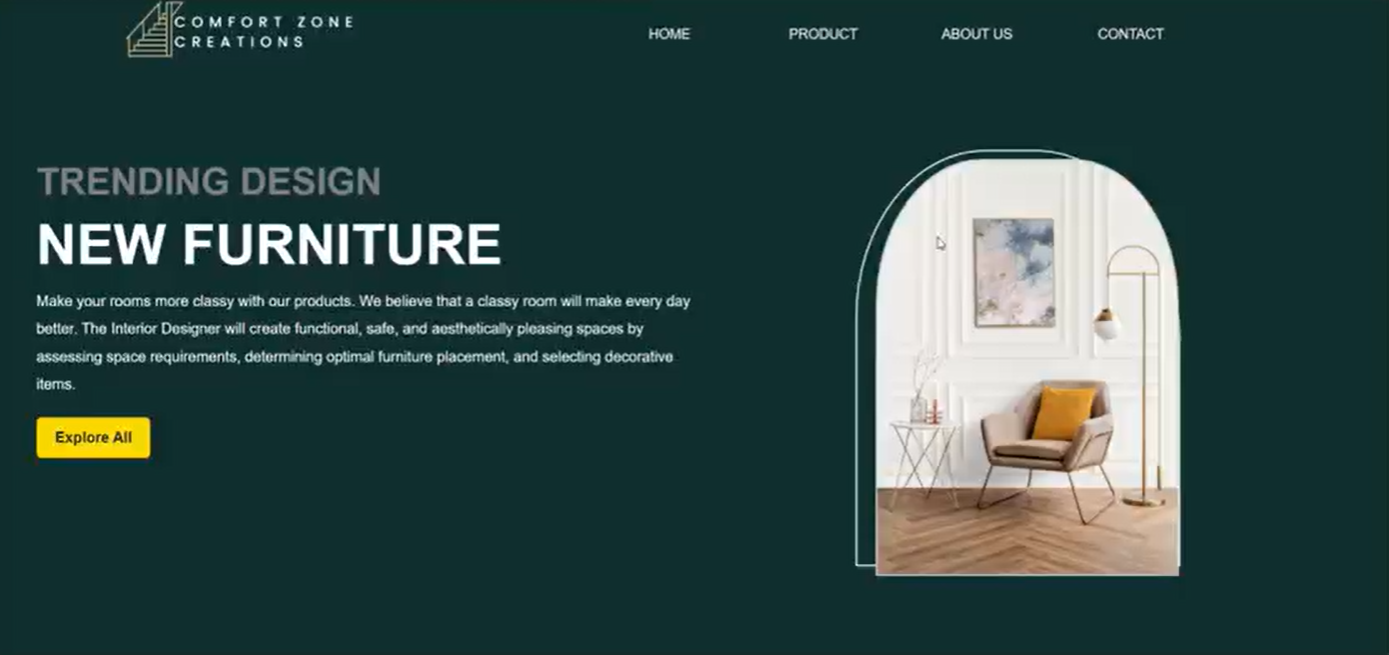 COMFORT ZONE
CREATIONS
HOME
PRODUCT
ABOUT US
CONTACT
TRENDING DESIGN
NEW FURNITURE
Make your rooms more classy with our products. We believe that a classy room will make every day
better. The Interior Designer will create functional, safe, and aesthetically pleasing spaces by
assessing space requirements, determining optimal furniture placement, and selecting decorative
items.
Explore All